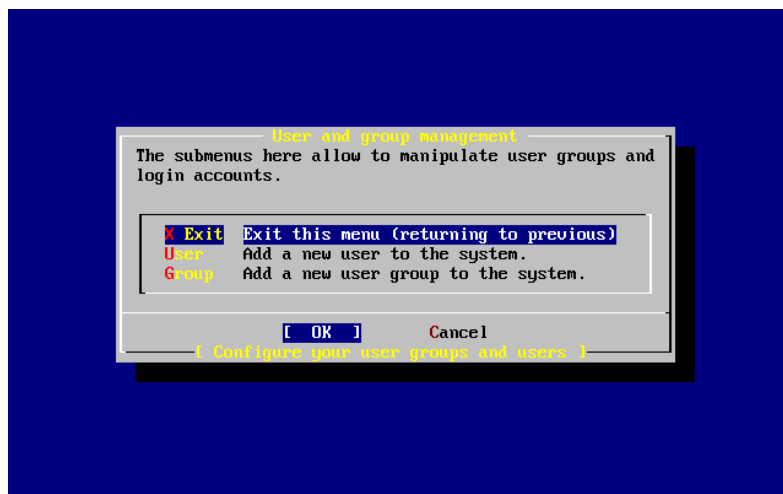 User and group management
The submenus here allow to manipulate user groups and
login accounts.
X Exit Exit this menu (returning to previous)
User Add a new user to the system.
Group Add a new user group to the system.
[ OK ] Cancel
[ Configure your user groups and users ]